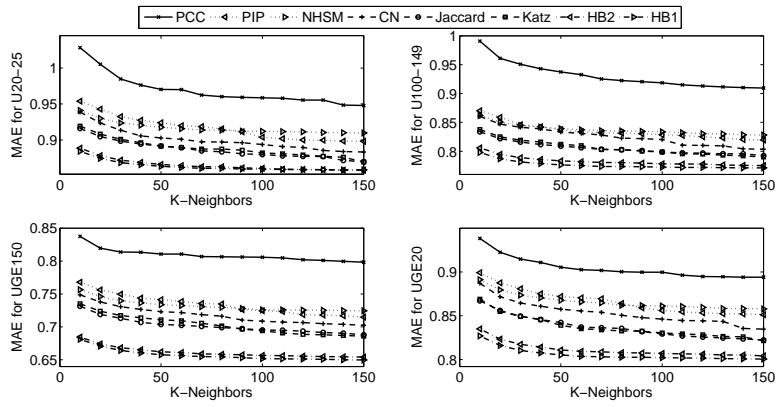 PCC PIP NHSM CN Jaccard Katz HB2 HB1
MAE for U20−25
1
0.95
0.9
0 50 100 150
K−Neighbors
MAE for U100−149
1
0.95
0.9
0.85
0.8
0 50 100 150
K−Neighbors
MAE for UGE150
0.85
0.8
0.75
0.7
0.65
0 50 100 150
K−Neighbors
MAE for UGE20
0.9
0.85
0.8
0 50 100 150
K−Neighbors